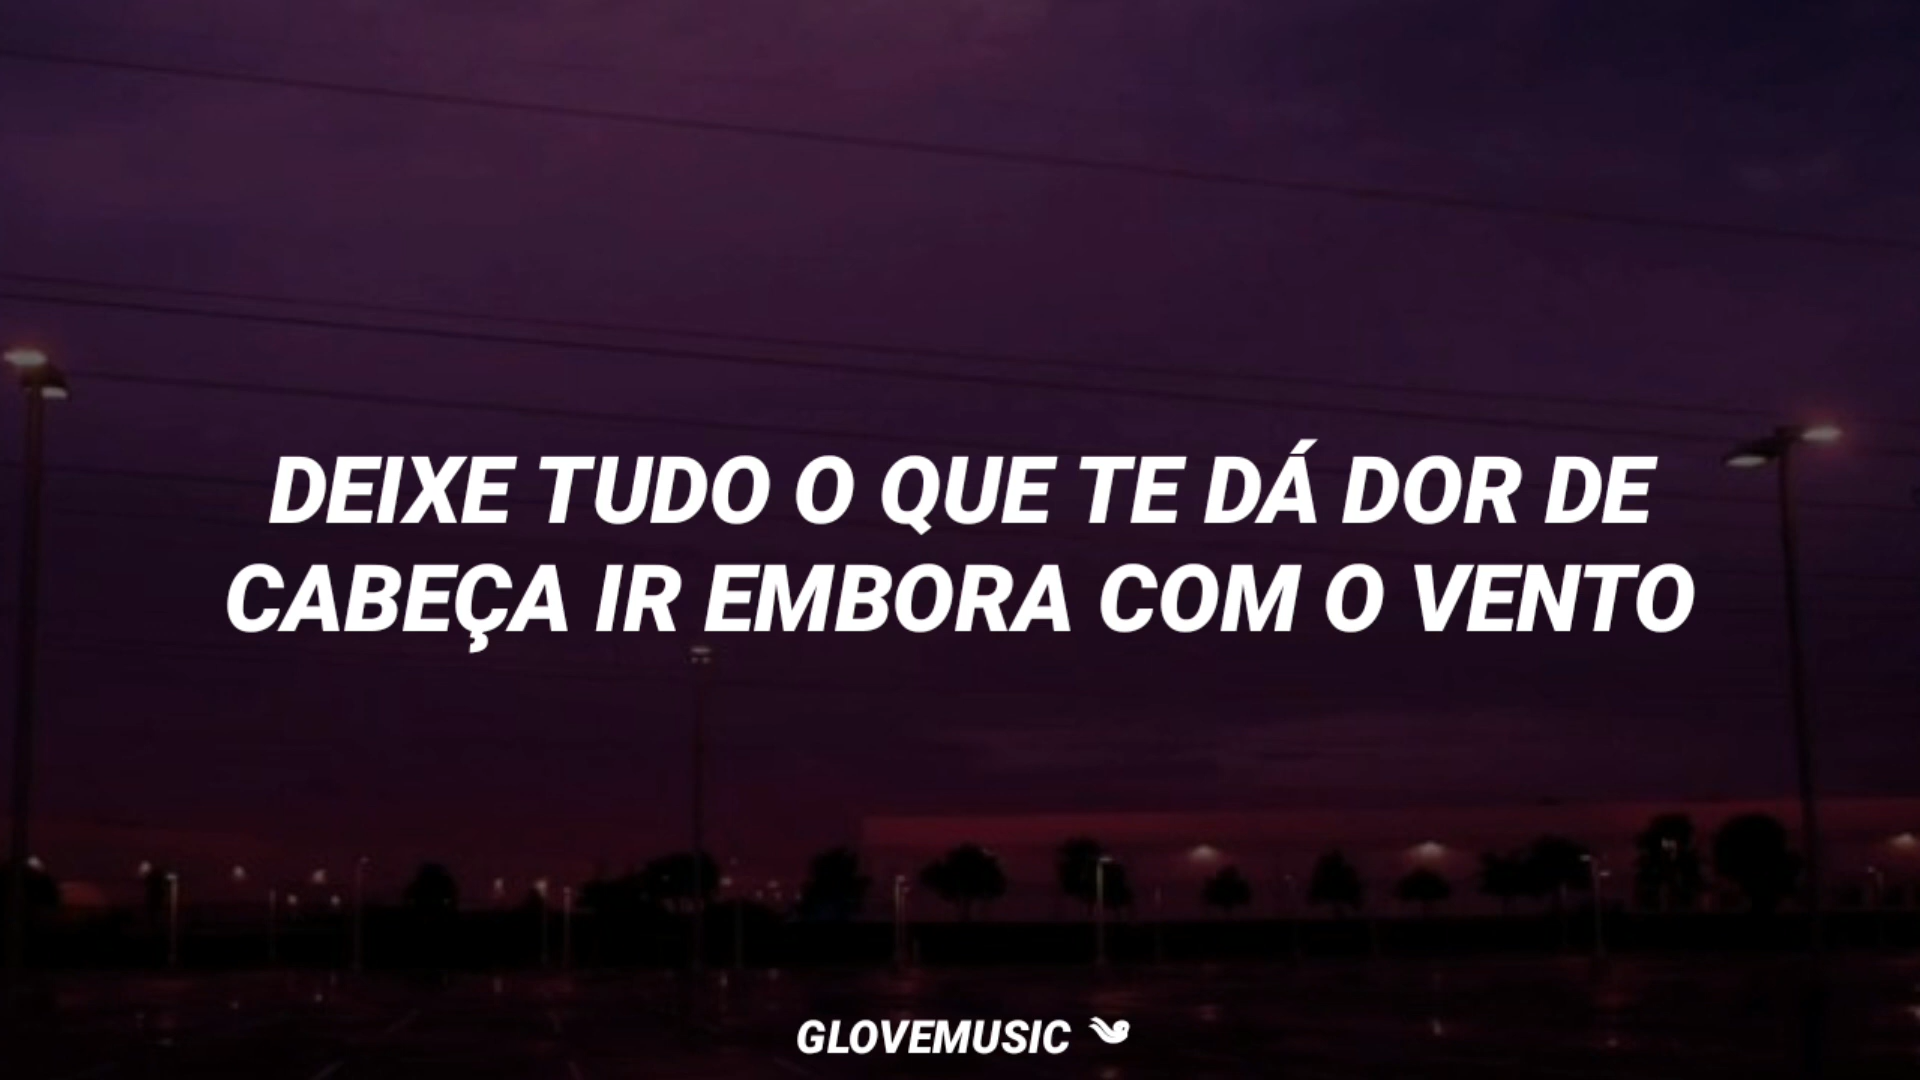 DEIXE TUDO O QUE TE DÁ DOR DE
CABEÇA IR EMBORA COM O VENTO
GLOVEMUSIC